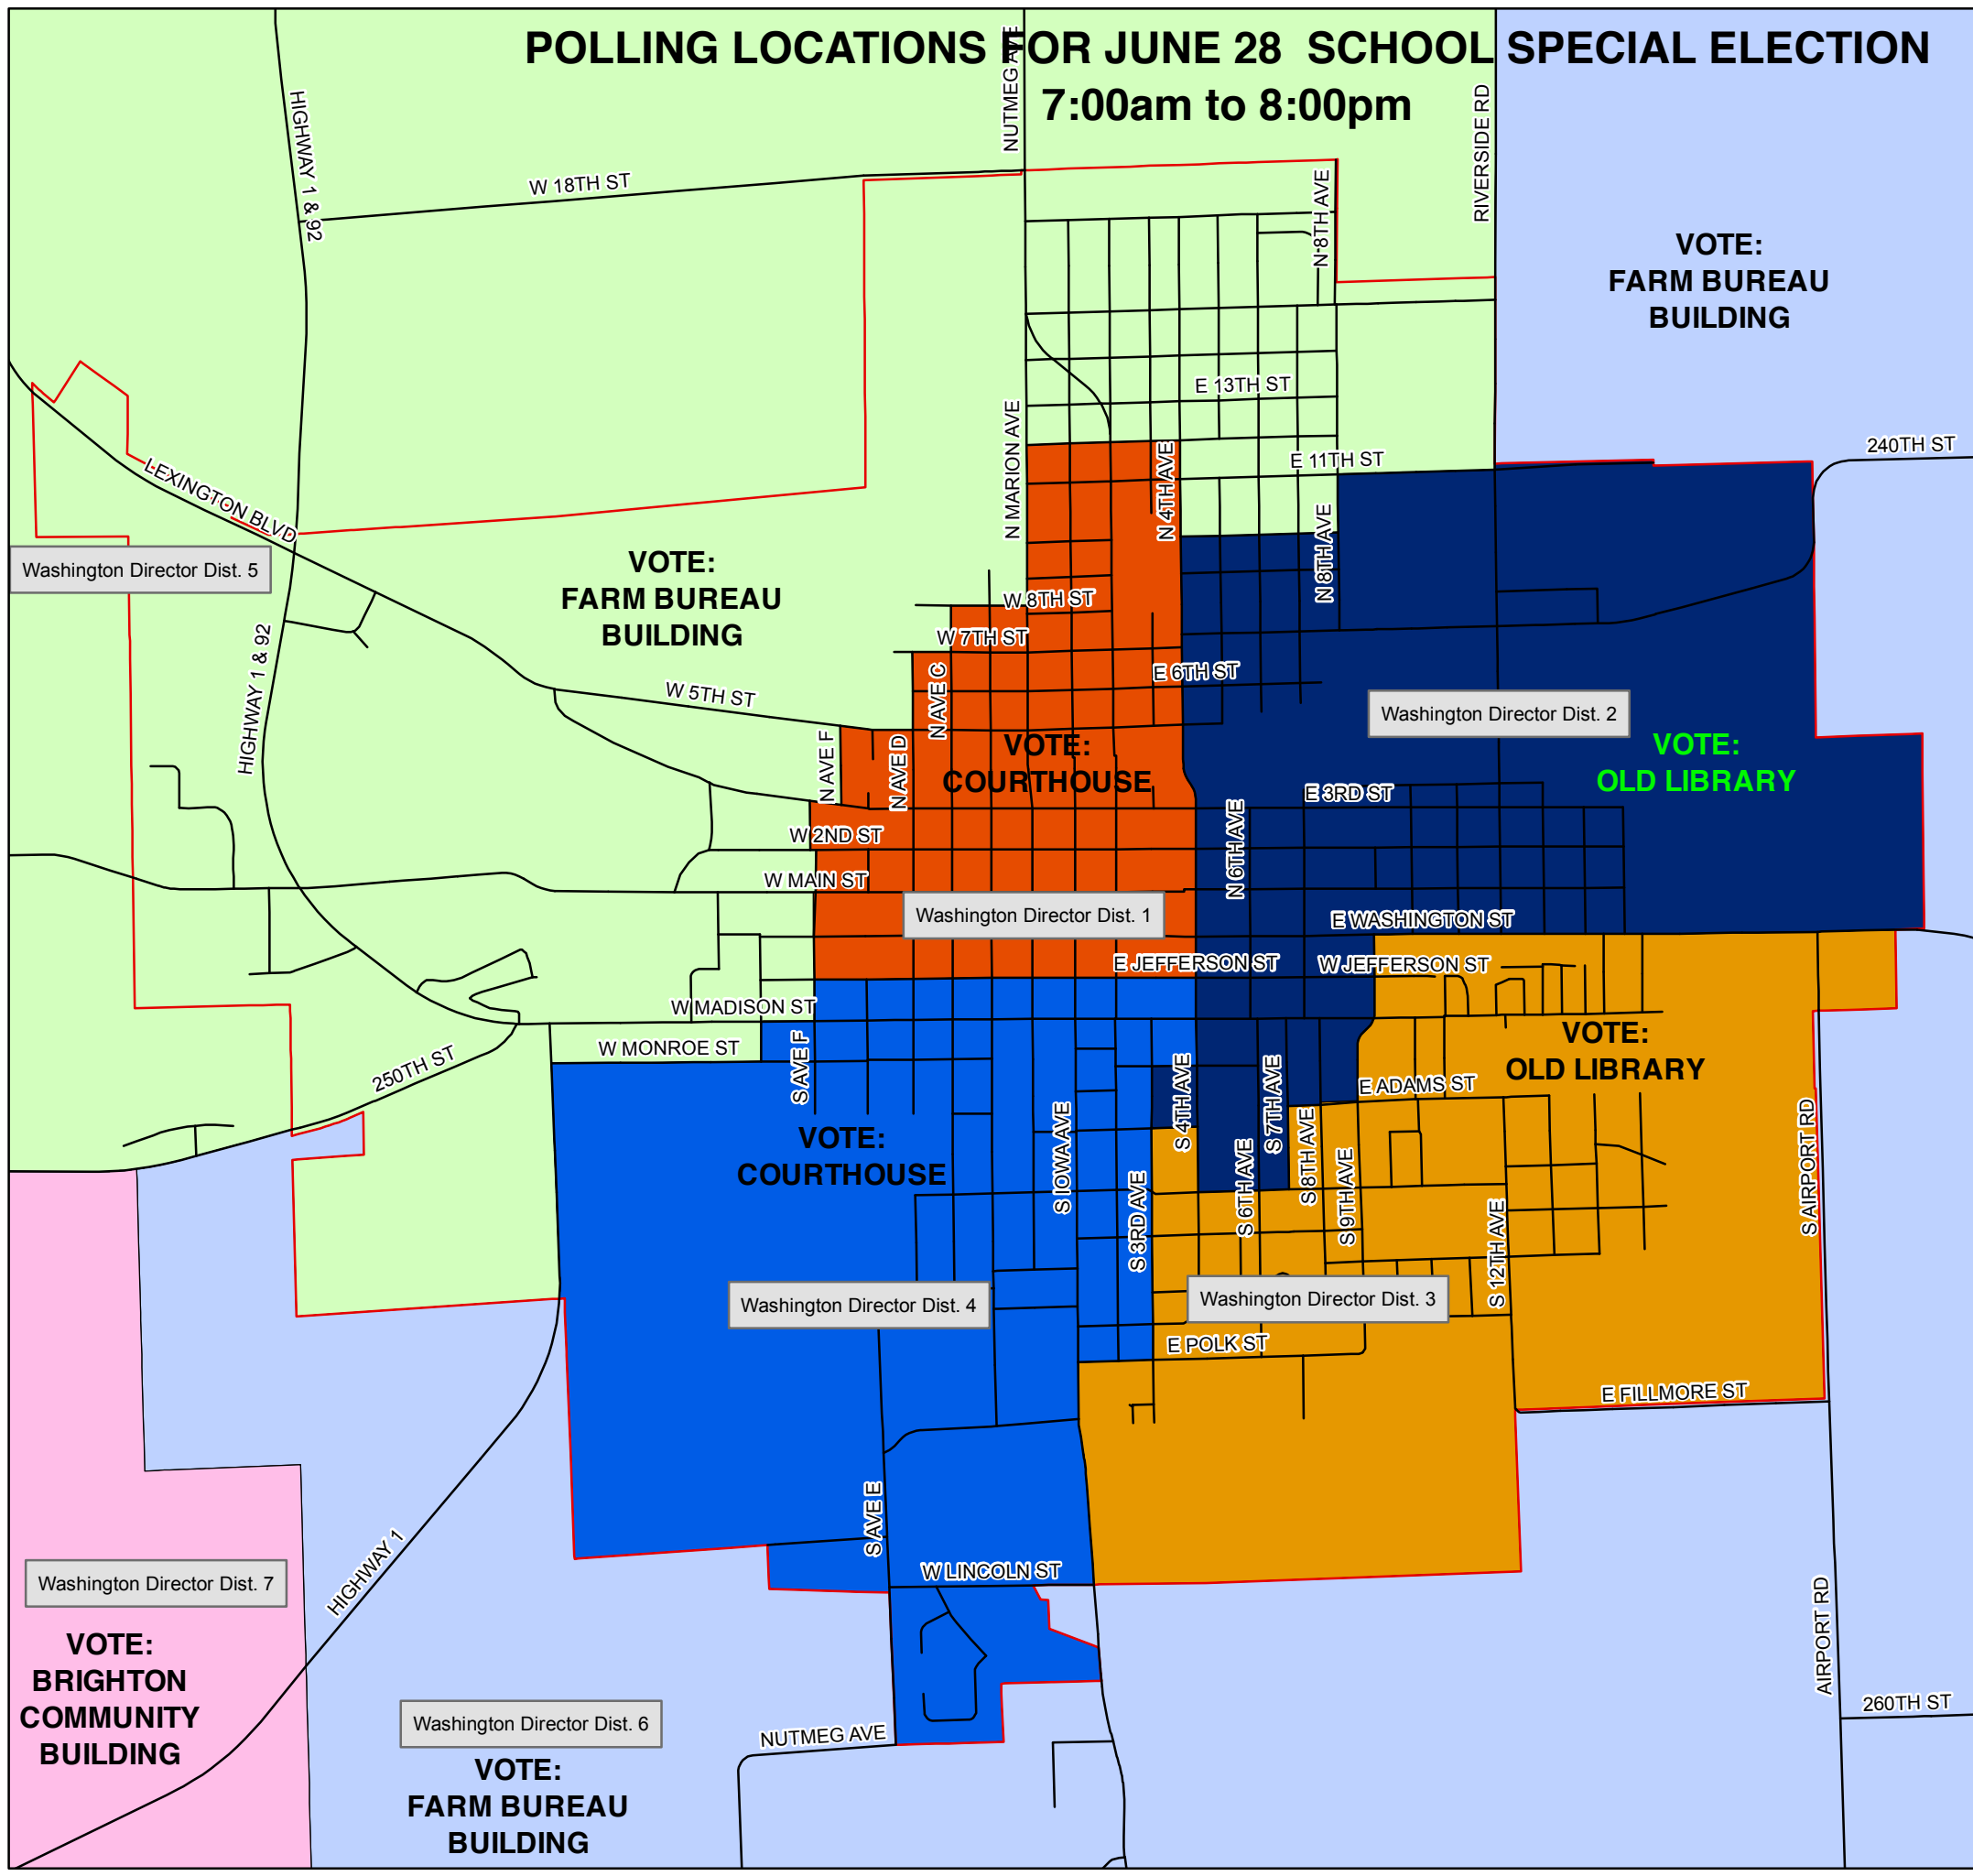 POLLING LOCATIONS FOR JUNE 28 SCHOOL SPECIAL ELECTION
7:00am to 8:00pm
NUTMEG AVE
RIVERSIDE RD
HIGHWAY 1 & 92
W 18TH ST
N 8TH AVE
VOTE:
FARM BUREAU
BUILDING
E 13TH ST
N MARION AVE
N 4TH AVE
E 11TH ST
240TH ST
LEXINGTON BLVD
Washington Director Dist. 5
VOTE:
FARM BUREAU
BUILDING
N 8TH AVE
W 8TH ST
W 7TH ST
HIGHWAY 1 & 92
N AVE C
E 6TH ST
W 5TH ST
Washington Director Dist. 2
N AVE F
N AVE D
VOTE:
COURTHOUSE
VOTE:
OLD LIBRARY
E 3RD ST
W 2ND ST
N 6TH AVE
W MAIN ST
Washington Director Dist. 1
E WASHINGTON ST
E JEFFERSON ST
W JEFFERSON ST
W MADISON ST
W MONROE ST
S AVE F
250TH ST
VOTE:
OLD LIBRARY
E ADAMS ST
S 4TH AVE
S 7TH AVE
S 8TH AVE
VOTE:
COURTHOUSE
S IOWA AVE
S 3RD AVE
S 6TH AVE
S 9TH AVE
S 12TH AVE
S AIRPORT RD
Washington Director Dist. 4
Washington Director Dist. 3
E POLK ST
E FILLMORE ST
S AVE E
HIGHWAY 1
W LINCOLN ST
Washington Director Dist. 7
AIRPORT RD
VOTE:
BRIGHTON
COMMUNITY
BUILDING
Washington Director Dist. 6
NUTMEG AVE
260TH ST
VOTE:
FARM BUREAU
BUILDING